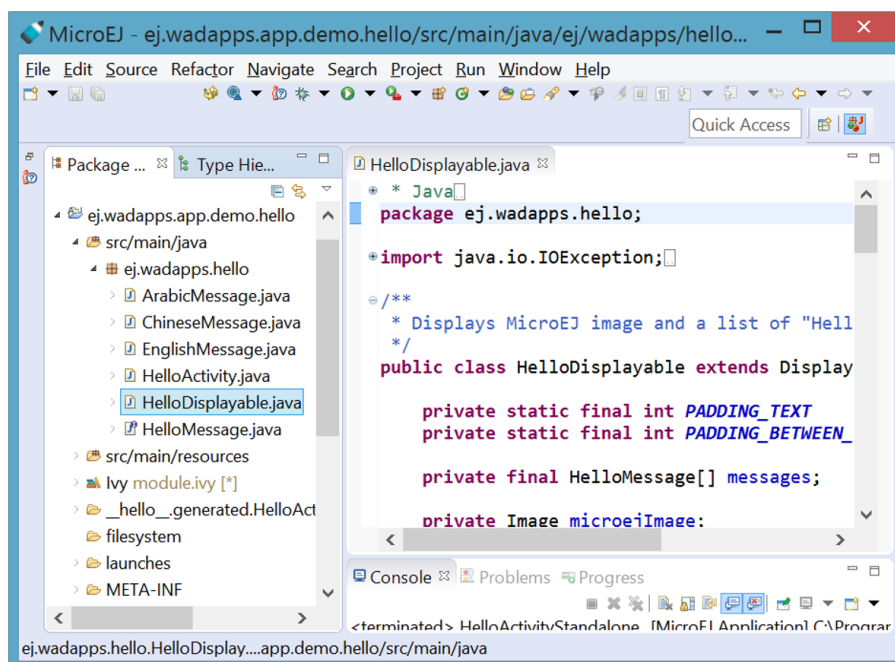 MicroEJ - ej.wadapps.app.demo.hello/src/main/java/ej/wadapps/hello...
File Edit Source Refactor Navigate Search Project Run Window Help
Quick Access
Package ... Type Hie...
ej.wadapps.app.demo.hello
src/main/java
ej.wadapps.hello
ArabicMessage.java
ChineseMessage.java
EnglishMessage.java
HelloActivity.java
HelloDisplayable.java
HelloMessage.java
src/main/resources
Ivy module.ivy [*]
__hello__.generated.HelloAct
filesystem
launches
META-INF
HelloDisplayable.java
* Java
package ej.wadapps.hello;
import java.io.IOException;
/**
* Displays MicroEJ image and a list of "Hell
*/
public class HelloDisplayable extends Display
private static final int PADDING_TEXT
private static final int PADDING_BETWEEN_
private final HelloMessage[] messages;
private Image microejImage;
Console Problems Progress
<terminated> HelloActivityStandalone [MicroEJ Application] C:\Progran
ej.wadapps.hello.HelloDisplay....app.demo.hello/src/main/java